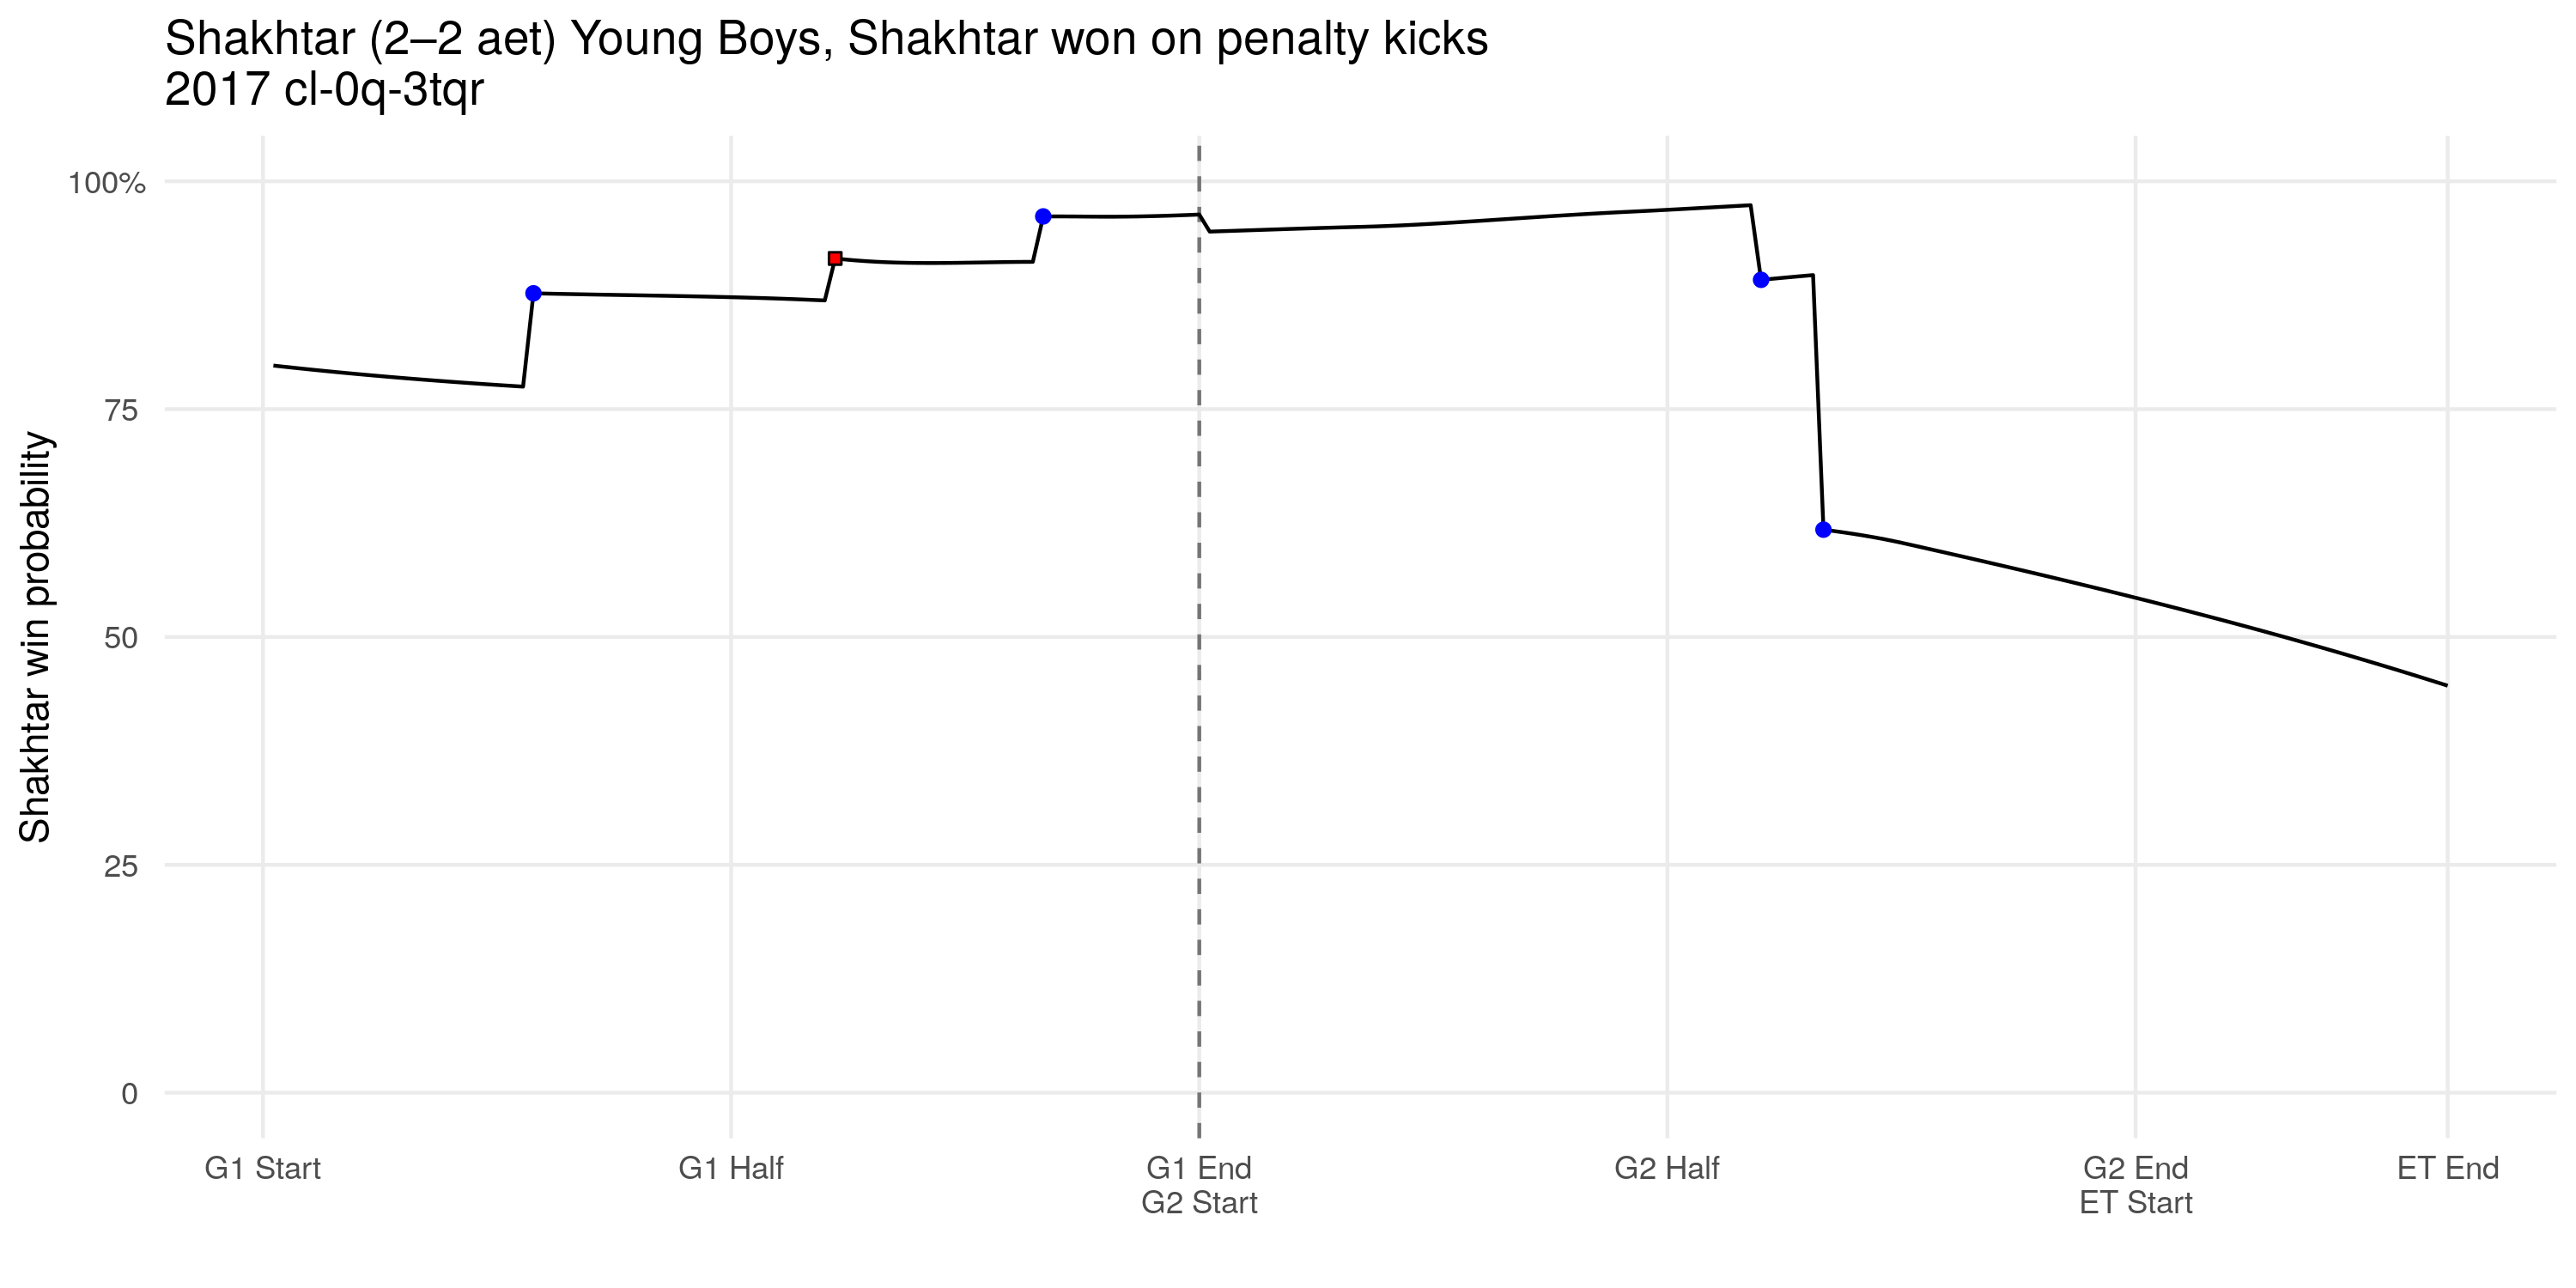 Shakhtar (2–2 aet) Young Boys, Shakhtar won on penalty kicks
2017 cl-0q-3tqr
Shakhtar win probability
100%
75
50
25
0
G1 Start
G1 Half
G1 End
G2 Start
G2 Half
G2 End
ET Start
ET End